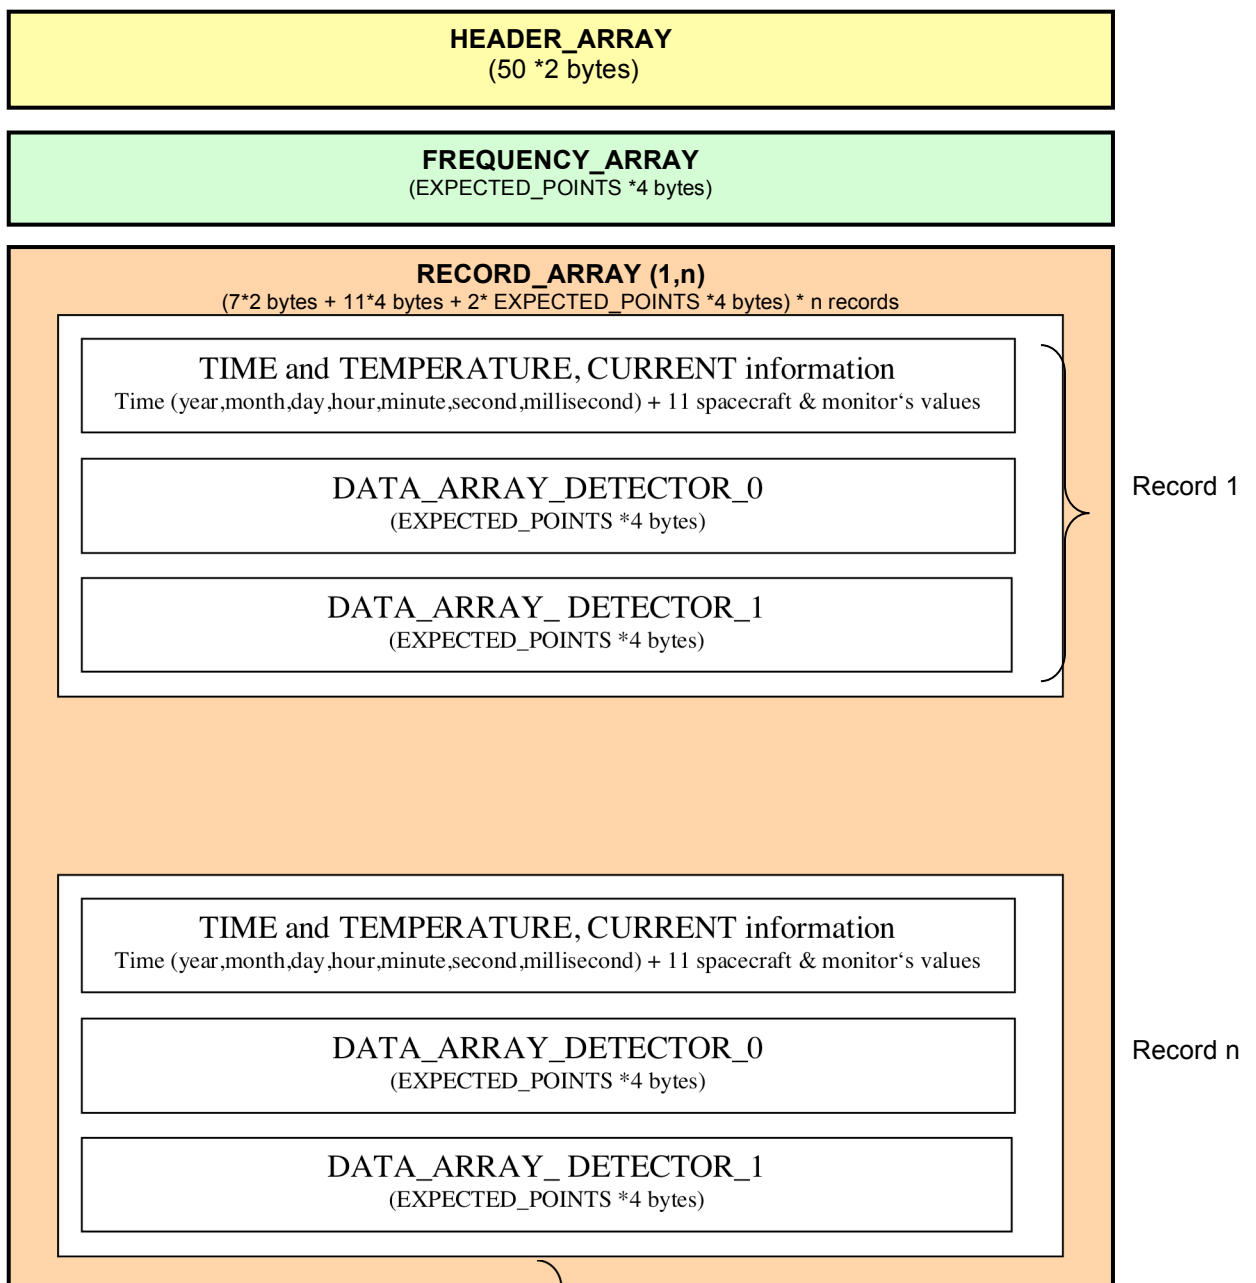 HEADER_ARRAY
(50 *2 bytes)
FREQUENCY_ARRAY
(EXPECTED_POINTS *4 bytes)
RECORD_ARRAY (1,n)
(7*2 bytes + 11*4 bytes + 2* EXPECTED_POINTS *4 bytes) * n records
TIME and TEMPERATURE, CURRENT information
Time (year,month,day,hour,minute,second,millisecond) + 11 spacecraft & monitor‘s values
DATA_ARRAY_DETECTOR_0
(EXPECTED_POINTS *4 bytes)
Record 1
DATA_ARRAY_ DETECTOR_1
(EXPECTED_POINTS *4 bytes)
TIME and TEMPERATURE, CURRENT information
Time (year,month,day,hour,minute,second,millisecond) + 11 spacecraft & monitor‘s values
DATA_ARRAY_DETECTOR_0
(EXPECTED_POINTS *4 bytes)
Record n
DATA_ARRAY_ DETECTOR_1
(EXPECTED_POINTS *4 bytes)